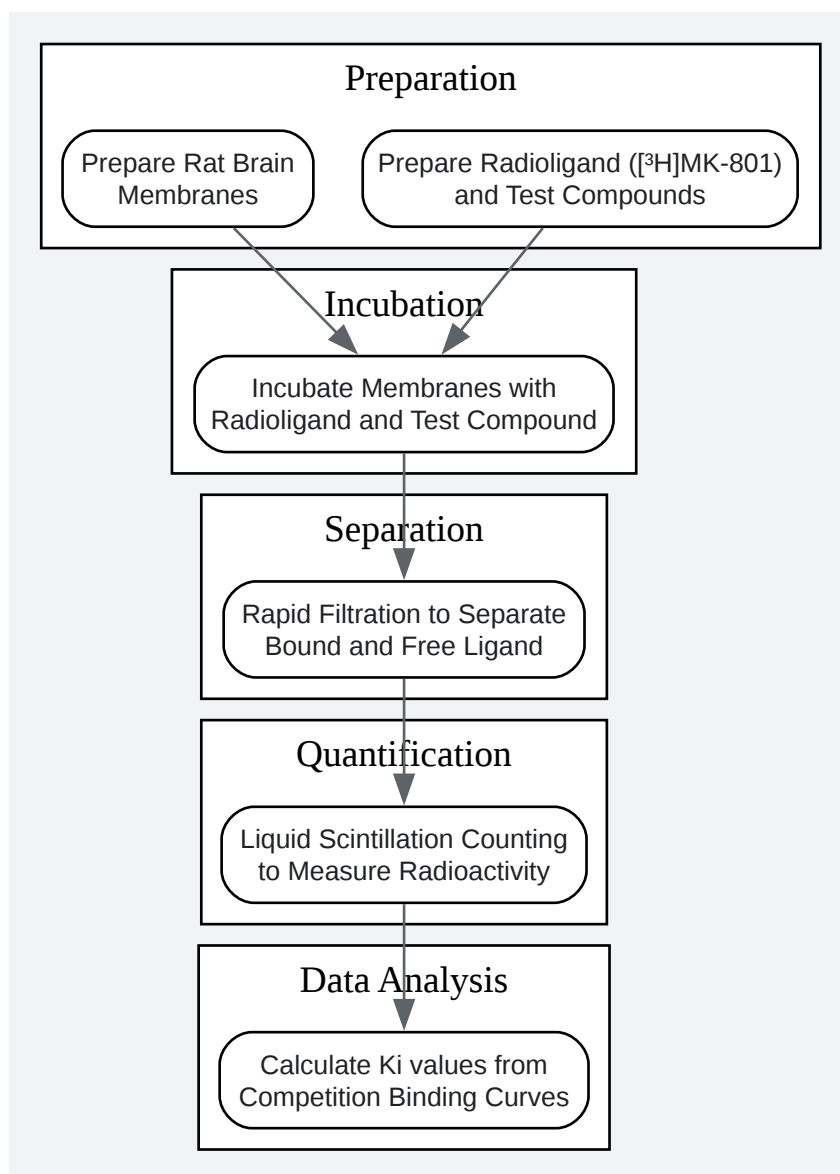 Preparation
Prepare Rat Brain
Membranes
Prepare Radioligand ([³H]MK-801)
and Test Compounds
Incubation
Incubate Membranes with
Radioligand and Test Compound
Separation
Rapid Filtration to Separate
Bound and Free Ligand
Quantification
Liquid Scintillation Counting
to Measure Radioactivity
Data Analysis
Calculate Ki values from
Competition Binding Curves